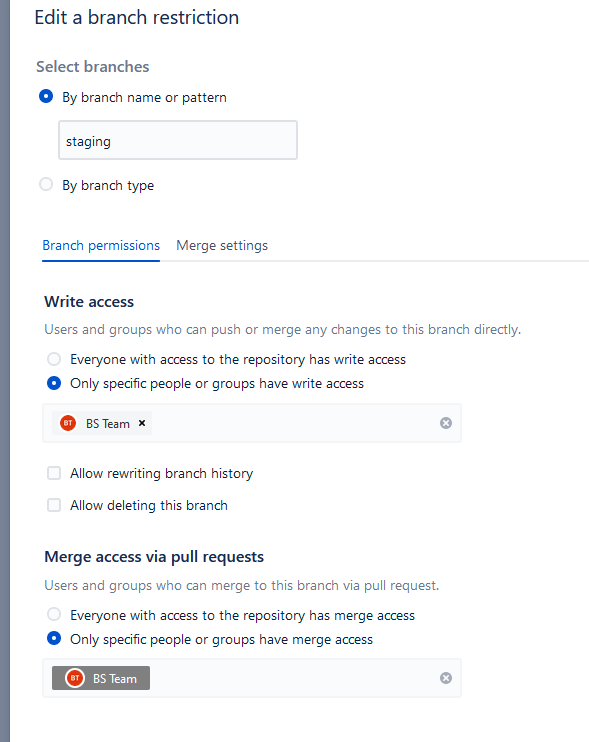 Edit a branch restriction
Select branches
By branch name or pattern
staging
By branch type
Branch permissions Merge settings
Write access
Users and groups who can push or merge any changes to this branch directly.
Everyone with access to the repository has write access
Only specific people or groups have write access
BT BS Team ×
Allow rewriting branch history
Allow deleting this branch
Merge access via pull requests
Users and groups who can merge to this branch via pull request.
Everyone with access to the repository has merge access
Only specific people or groups have merge access
BT BS Team